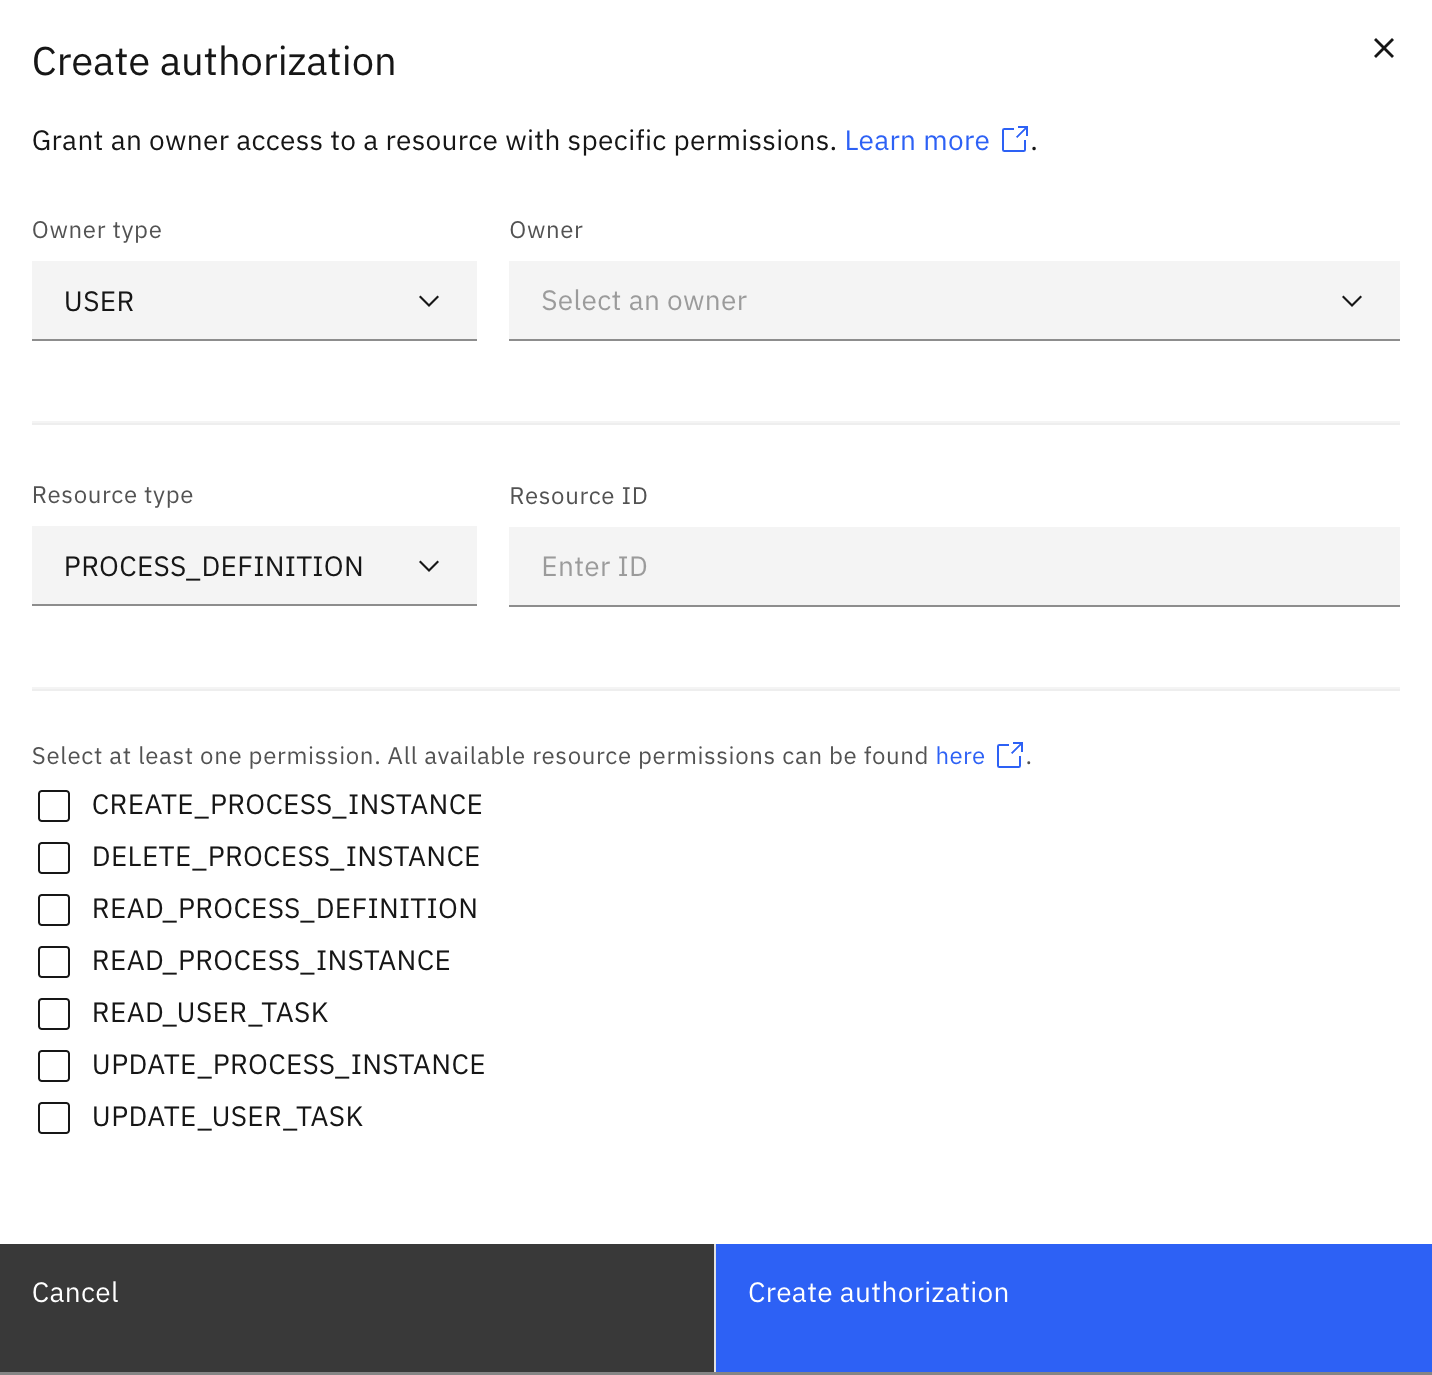 Create authorization
Grant an owner access to a resource with specific permissions. Learn more.
Owner type
Owner
USER
Select an owner
Resource type
Resource ID
PROCESS_DEFINITION
Enter ID
Select at least one permission. All available resource permissions can be found here.
CREATE_PROCESS_INSTANCE
DELETE_PROCESS_INSTANCE
READ_PROCESS_DEFINITION
READ_PROCESS_INSTANCE
READ_USER_TASK
UPDATE_PROCESS_INSTANCE
UPDATE_USER_TASK
Cancel
Create authorization